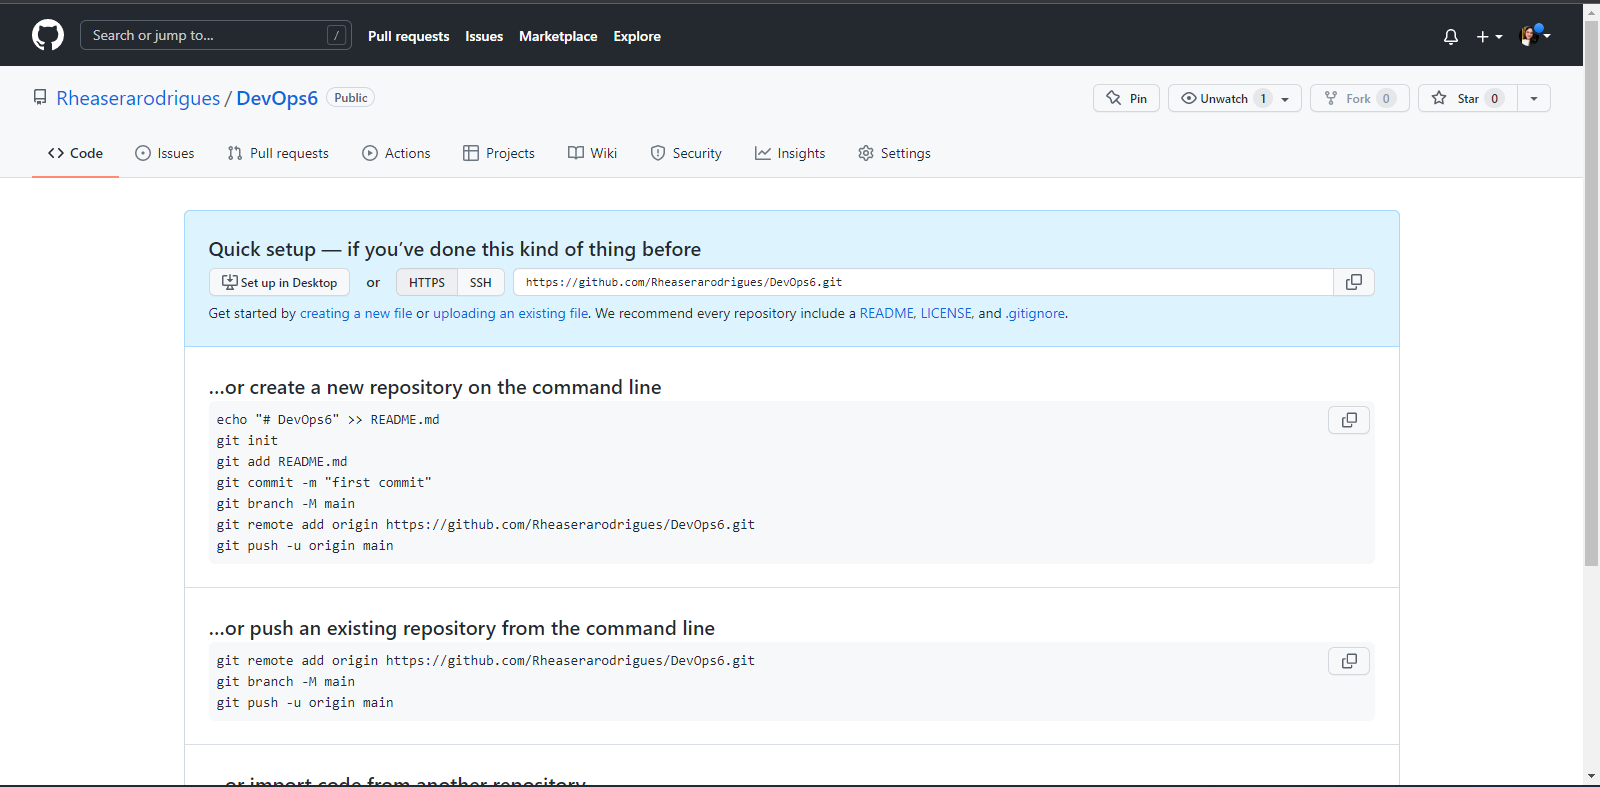 Search or jump to... /
Pull requests Issues Marketplace Explore
Rheaserarodrigues / DevOps6 Public
Pin Unwatch 1 Fork 0 Star 0
Code Issues Pull requests Actions Projects Wiki Security Insights Settings
Quick setup — if you’ve done this kind of thing before
Set up in Desktop or HTTPS SSH https://github.com/Rheaserarodrigues/DevOps6.git
Get started by creating a new file or uploading an existing file. We recommend every repository include a README, LICENSE, and .gitignore.
…or create a new repository on the command line
echo "# DevOps6" >> README.md
git init
git add README.md
git commit -m "first commit"
git branch -M main
git remote add origin https://github.com/Rheaserarodrigues/DevOps6.git
git push -u origin main
…or push an existing repository from the command line
git remote add origin https://github.com/Rheaserarodrigues/DevOps6.git
git branch -M main
git push -u origin main
…or import code from another repository